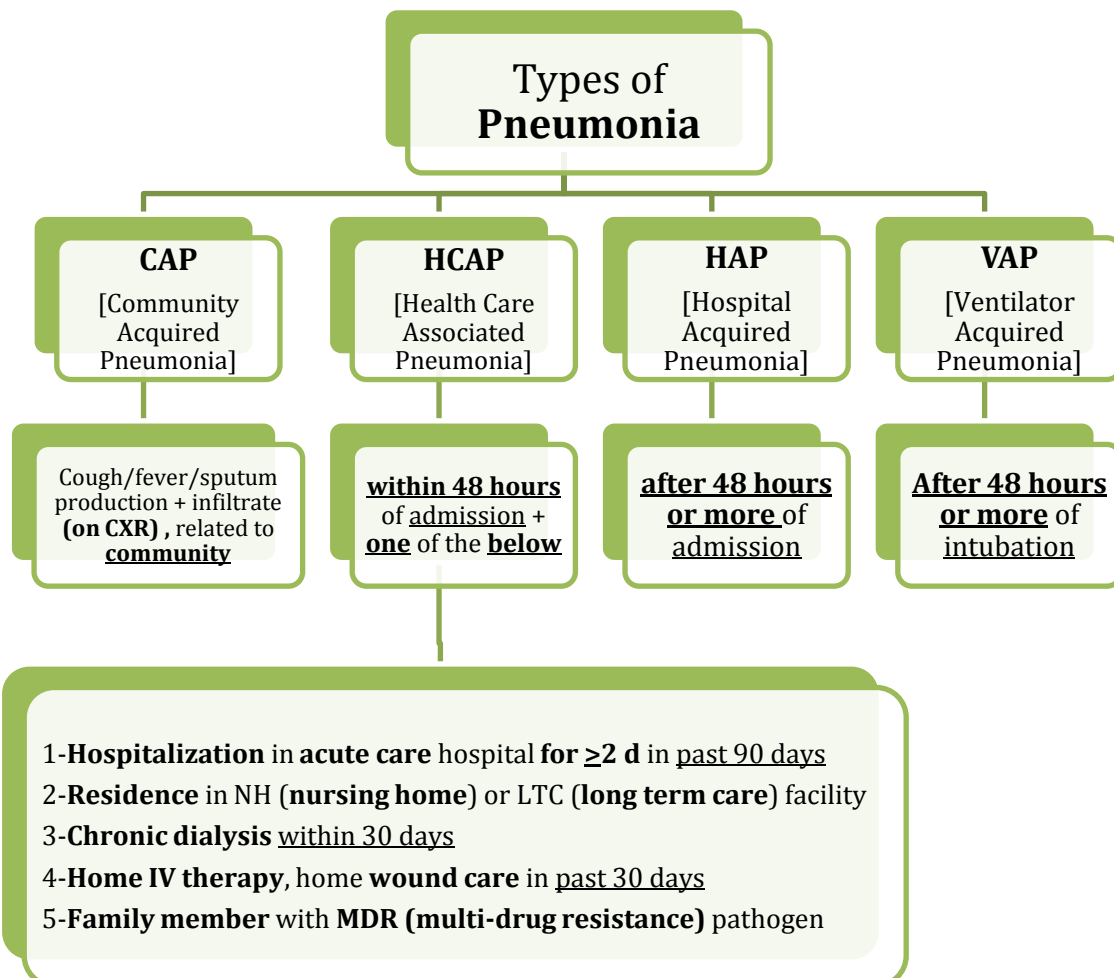 Types of
Pneumonia
CAP
[Community
Acquired
Pneumonia]
HCAP
[Health Care
Associated
Pneumonia]
HAP
[Hospital
Acquired
Pneumonia]
VAP
[Ventilator
Acquired
Pneumonia]
Cough/fever/sputum
production + infiltrate
(on CXR) , related to
community
within 48 hours
of admission +
one of the below
after 48 hours
or more of
admission
After 48 hours
or more of
intubation
1-Hospitalization in acute care hospital for ≥2 d in past 90 days
2-Residence in NH (nursing home) or LTC (long term care) facility
3-Chronic dialysis within 30 days
4-Home IV therapy, home wound care in past 30 days
5-Family member with MDR (multi-drug resistance) pathogen